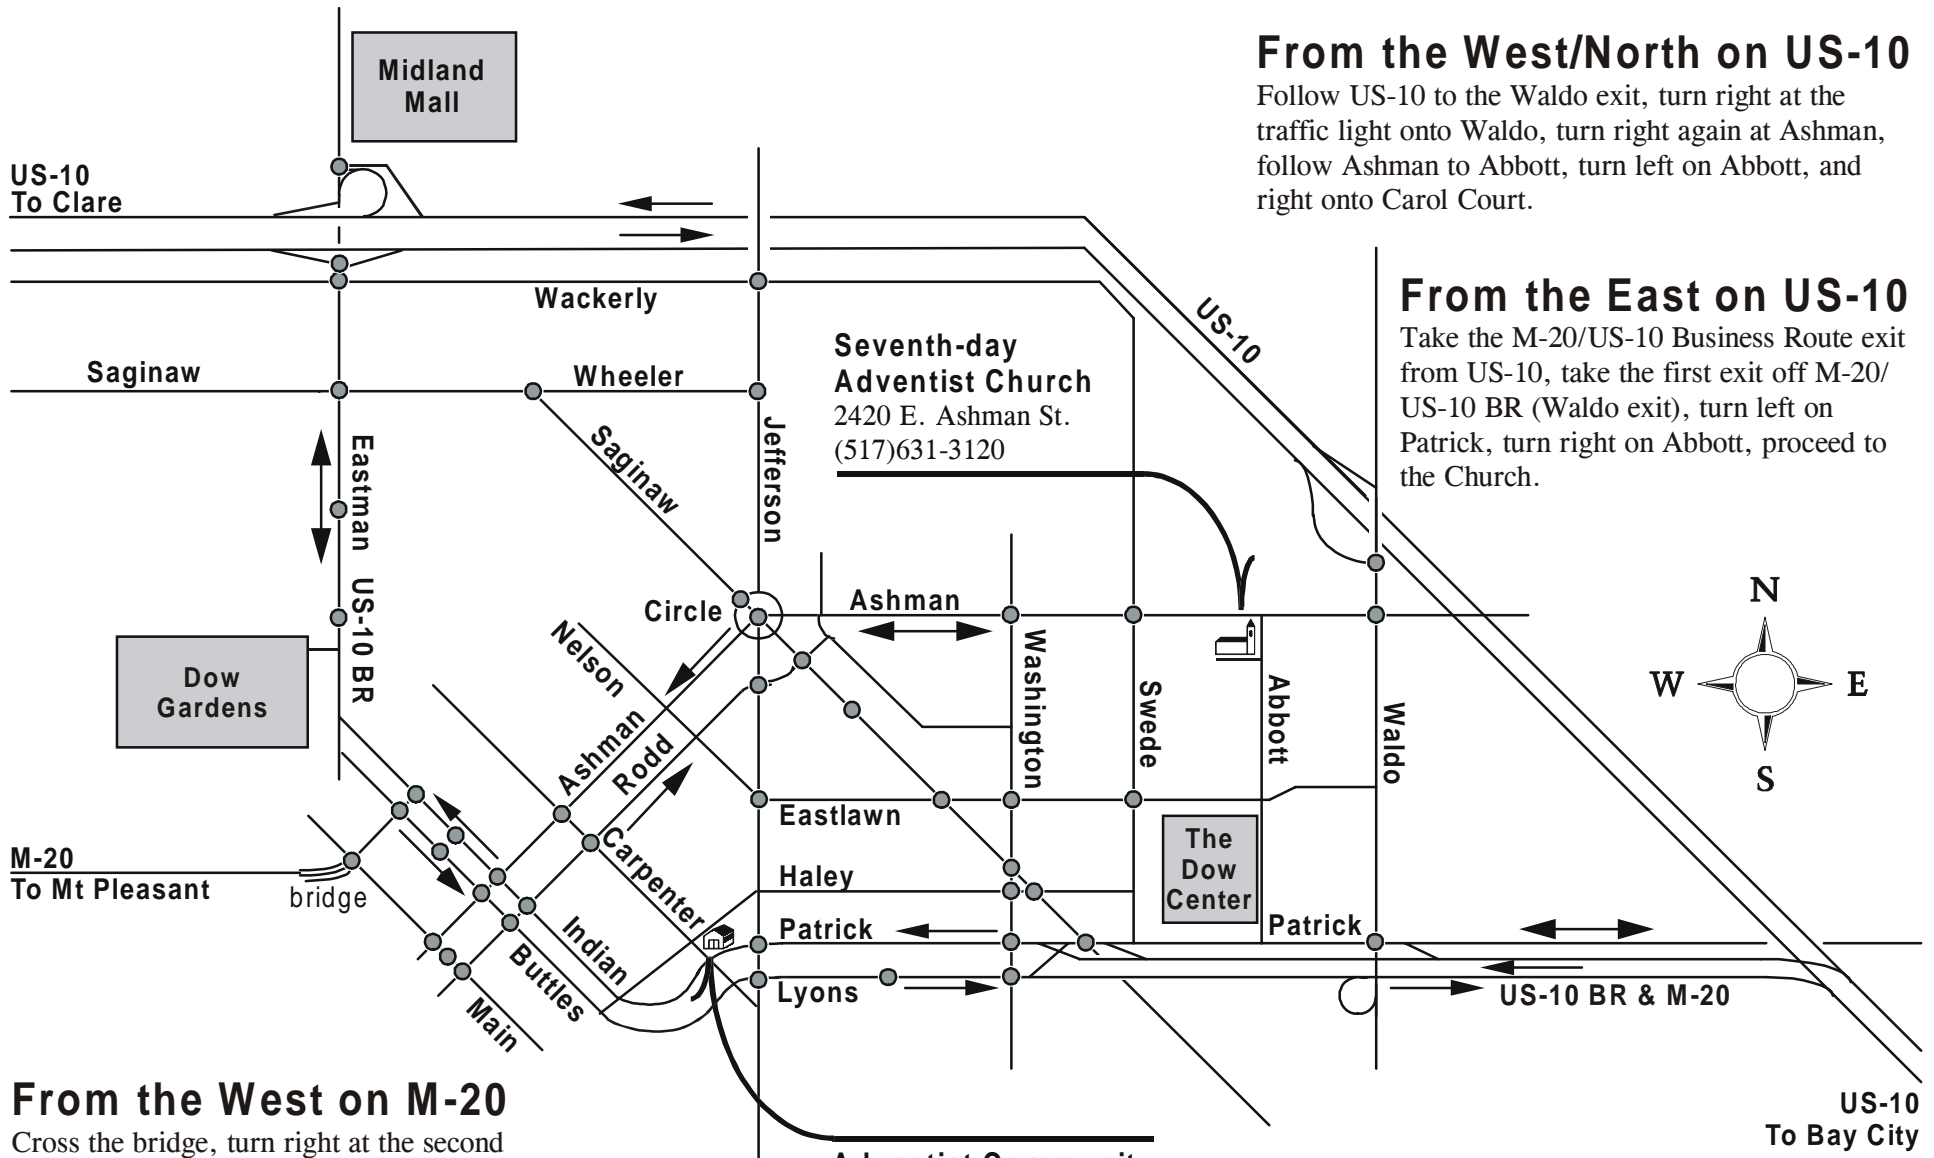 From the West/North on US-10
Follow US-10 to the Waldo exit, turn right at the
traffic light onto Waldo, turn right again at Ashman,
follow Ashman to Abbott, turn left on Abbott, and
right onto Carol Court.
Midland
Mall
US-10
To Clare
Wackerly
US-10
From the East on US-10
Take the M-20/US-10 Business Route exit
from US-10, take the first exit off M-20/
US-10 BR (Waldo exit), turn left on
Patrick, turn right on Abbott, proceed to
the Church.
Saginaw
Wheeler
Seventh-day
Adventist Church
2420 E. Ashman St.
(517)631-3120
Saginaw
Jefferson
Eastman
US-10 BR
Circle
Ashman
Nelson
Washington
Swede
Abbott
Waldo
N
W
E
S
Dow
Gardens
Ashman
Rodd
Carpenter
Eastlawn
The
Dow
Center
M-20
To Mt Pleasant
bridge
Haley
Patrick
Patrick
Indian
Buttles
Main
Lyons
US-10 BR & M-20
From the West on M-20
Cross the bridge, turn right at the second
US-10
To Bay City